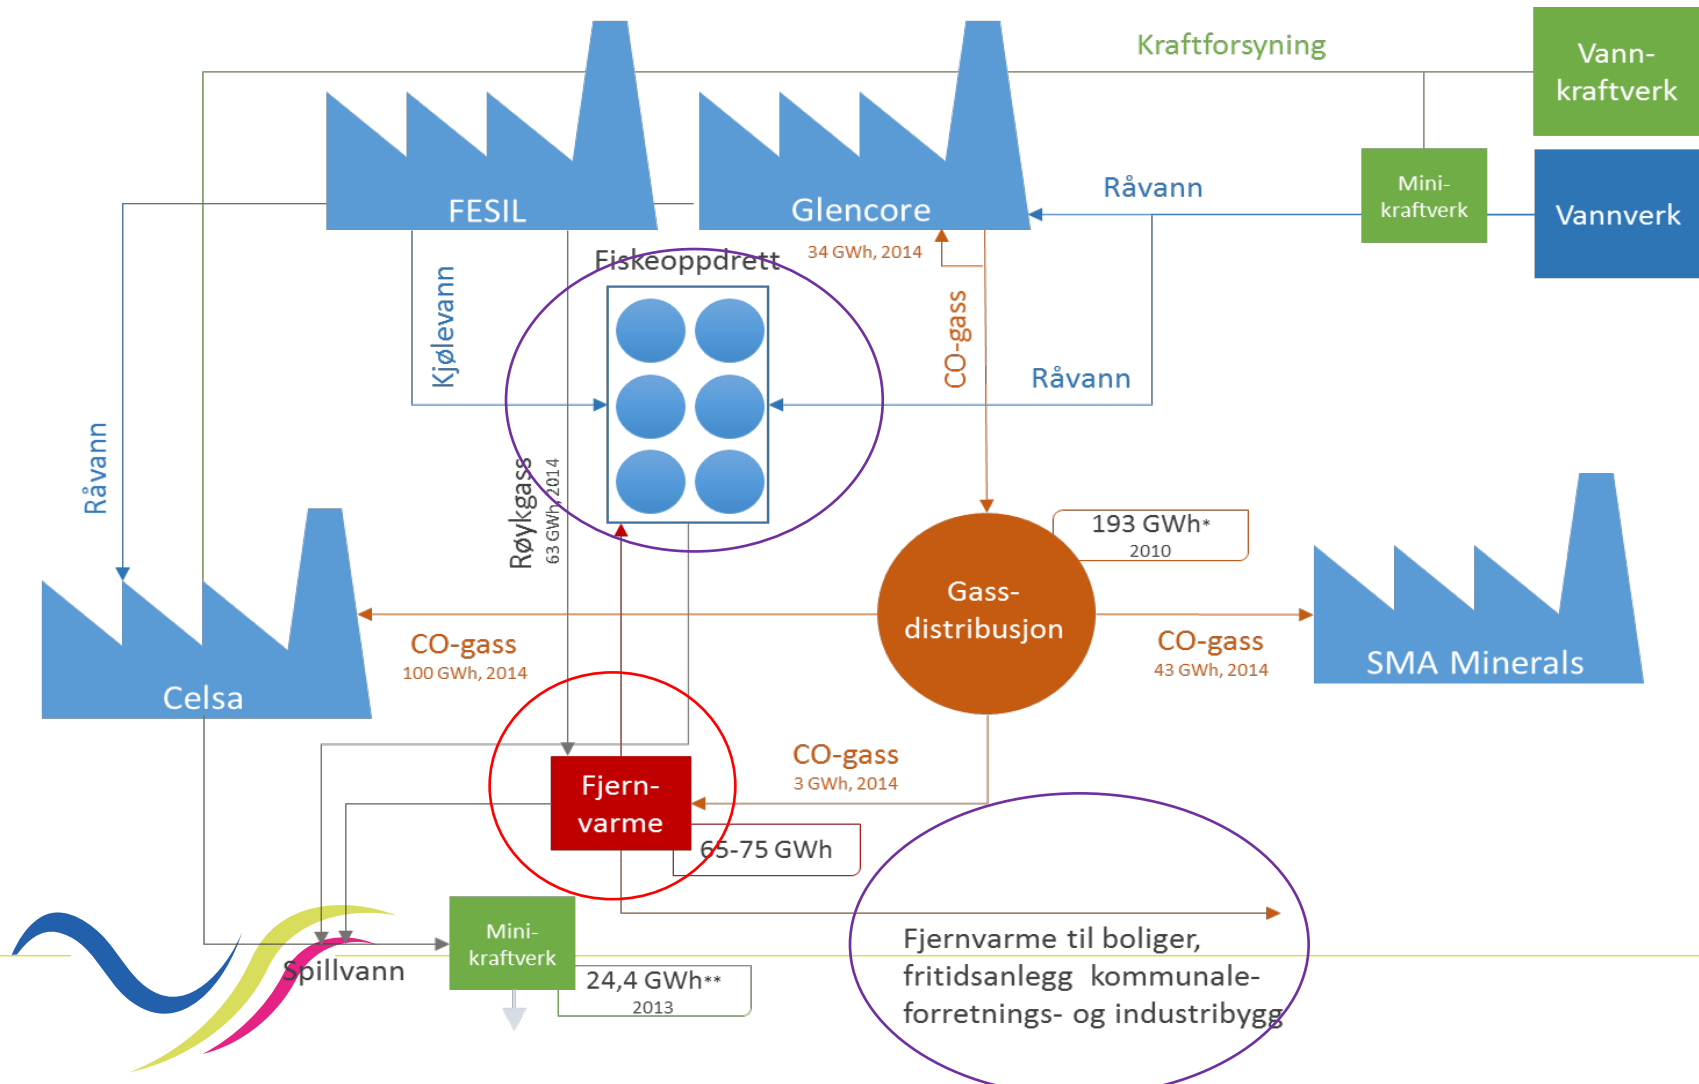 Kraftforsyning
Vann-
kraftverk
Råvann
Mini-
kraftverk
Vannverk
FESIL
Glencore
34 GWh, 2014
Fiskeoppdrett
Kjølevann
CO-gass
Råvann
Råvann
Røykgass
63 GWh, 2014
193 GWh*
2010
Gass-
distribusjon
CO-gass
100 GWh, 2014
CO-gass
43 GWh, 2014
SMA Minerals
Celsa
CO-gass
3 GWh, 2014
Fjern-
varme
65-75 GWh
Mini-
kraftverk
Spillvann
24,4 GWh**
2013
Fjernvarme til boliger,
fritidsanlegg kommunale-
forretnings- og industribygg